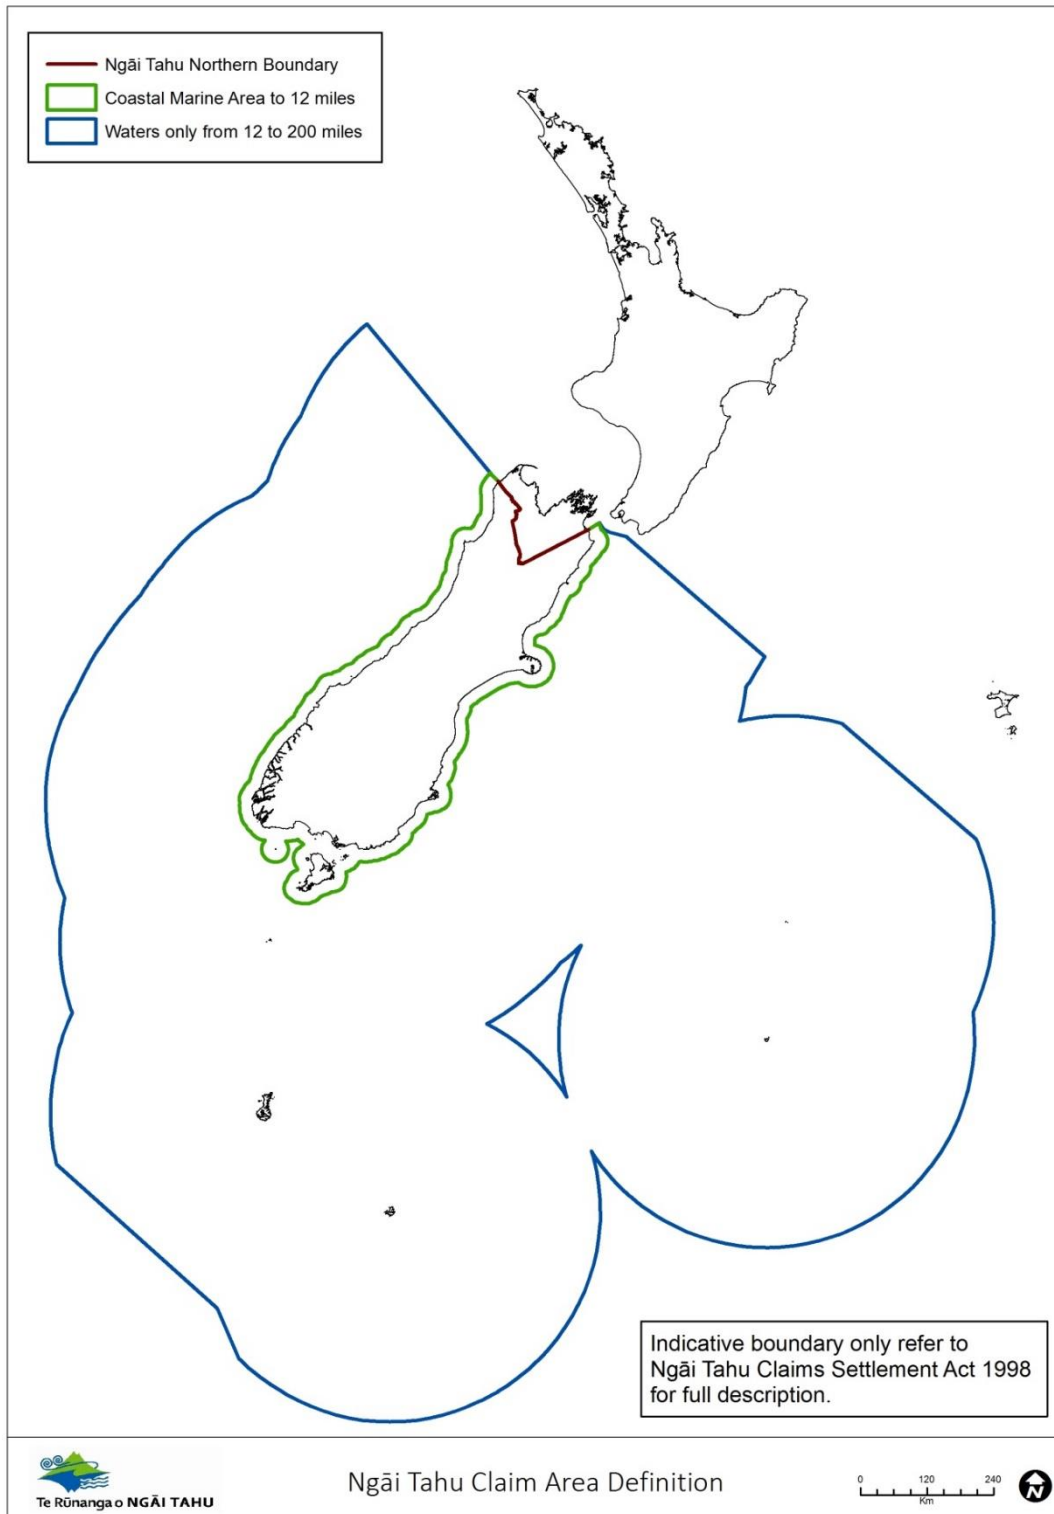 Ngāi Tahu Northern Boundary
Coastal Marine Area to 12 miles
Waters only from 12 to 200 miles
Indicative boundary only refer to
Ngāi Tahu Claims Settlement Act 1998
for full description.
Te Rūnanga o NGĀI TAHU
Ngāi Tahu Claim Area Definition
0 120 240
Km
N